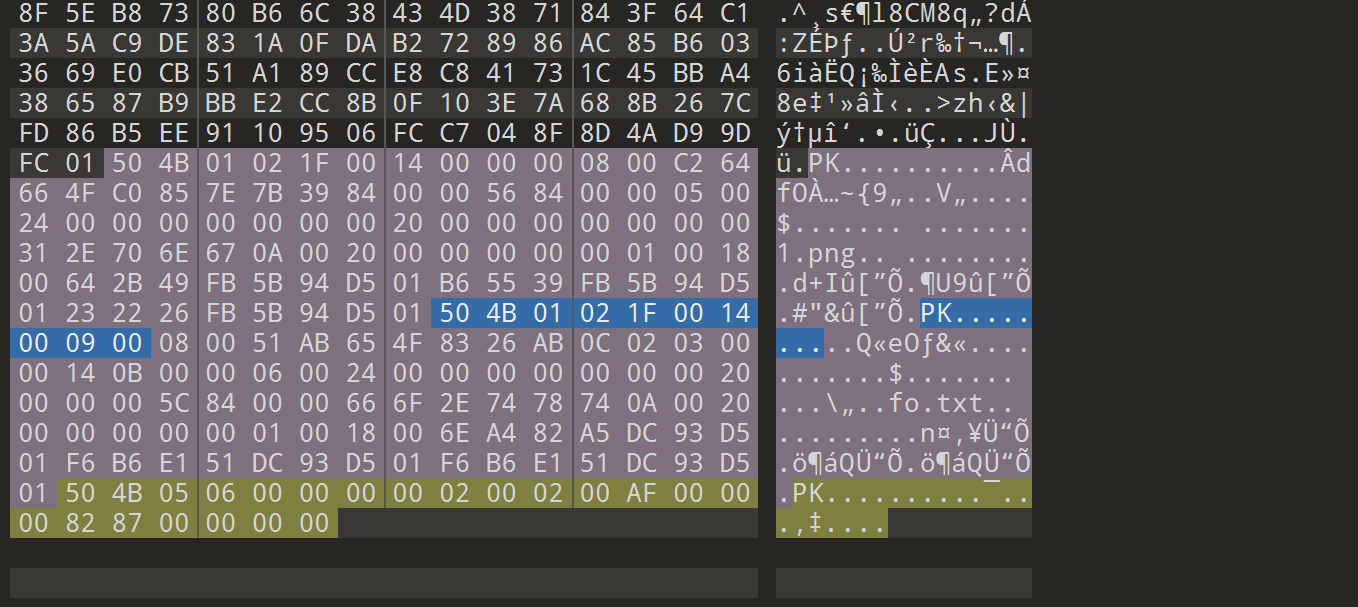 8F 5E B8 73 80 B6 6C 38 43 4D 38 71 84 3F 64 C1 .^¸s€¶l8CM8q„?dÁ
3A 5A C9 DE 83 1A 0F DA B2 72 89 86 AC 85 B6 03 :ZÉÞƒ..Ú²r‰†¬…¶.
36 69 E0 CB 51 A1 89 CC E8 C8 41 73 1C 45 BB A4 6iàËQ¡‰ÌèÈAs.E»¤
38 65 87 B9 BB E2 CC 8B 0F 10 3E 7A 68 8B 26 7C 8e‡¹»âÌ‹..>zh‹&|
FD 86 B5 EE 91 10 95 06 FC C7 04 8F 8D 4A D9 9D ý†µî‘.•.üÇ...JÙ.
FC 01 50 4B 01 02 1F 00 14 00 00 00 08 00 C2 64 ü.PK..........Âd
66 4F C0 85 7E 7B 39 84 00 00 56 84 00 00 05 00 fOÀ…~{9„..V„....
24 00 00 00 00 00 00 00 20 00 00 00 00 00 00 00 $....... .......
31 2E 70 6E 67 0A 00 20 00 00 00 00 00 01 00 18 1.png.. ........
00 64 2B 49 FB 5B 94 D5 01 B6 55 39 FB 5B 94 D5 .d+Iû[”Õ.¶U9û[”Õ
01 23 22 26 FB 5B 94 D5 01 50 4B 01 02 1F 00 14 .#"&û[”Õ.PK.....
00 09 00 08 00 51 AB 65 4F 83 26 AB 0C 02 03 00 .....Q«eOƒ&«....
00 14 0B 00 00 06 00 24 00 00 00 00 00 00 00 20 .......$.......
00 00 00 5C 84 00 00 66 6F 2E 74 78 74 0A 00 20 ...\„..fo.txt..
00 00 00 00 00 01 00 18 00 6E A4 82 A5 DC 93 D5 .........n¤‚¥Ü“Õ
01 F6 B6 E1 51 DC 93 D5 01 F6 B6 E1 51 DC 93 D5 .ö¶áQÜ“Õ.ö¶áQÜ“Õ
01 50 4B 05 06 00 00 00 00 02 00 02 00 AF 00 00 .PK..........¯..
00 82 87 00 00 00 00 .‚‡....